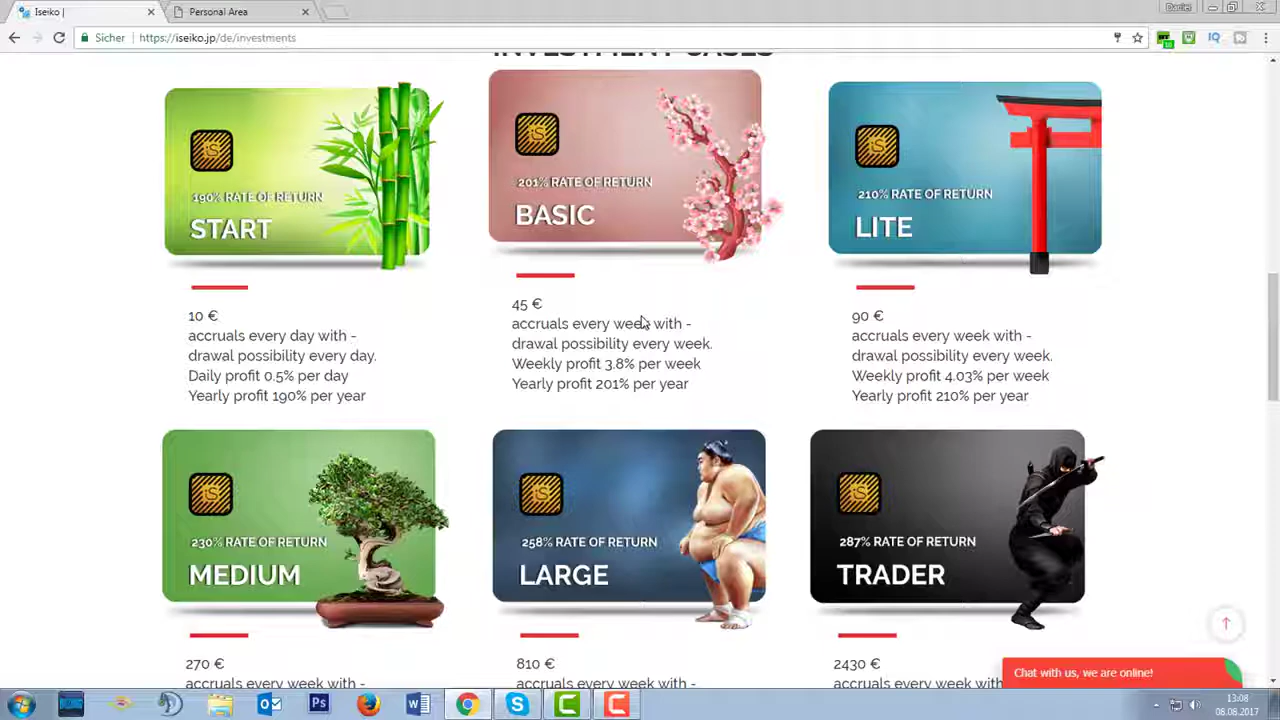 iseiko |
Personal Area
Daniel
Sicher
https://iseiko.jp/de/investments
INVESTMENT CASES
190% RATE OF RETURN
START
201% RATE OF RETURN
BASIC
210% RATE OF RETURN
LITE
10 €
accruals every day with -
drawal possibility every day.
Daily profit 0.5% per day
Yearly profit 190% per year
45 €
accruals every week with -
drawal possibility every week.
Weekly profit 3.8% per week
Yearly profit 201% per year
90 €
accruals every week with -
drawal possibility every week.
Weekly profit 4.03% per week
Yearly profit 210% per year
230% RATE OF RETURN
MEDIUM
258% RATE OF RETURN
LARGE
287% RATE OF RETURN
TRADER
270 €
accruals every week with -
810 €
accruals every week with -
2430 €
accruals every week with
Chat with us, we are online!
13:08
08.08.2017